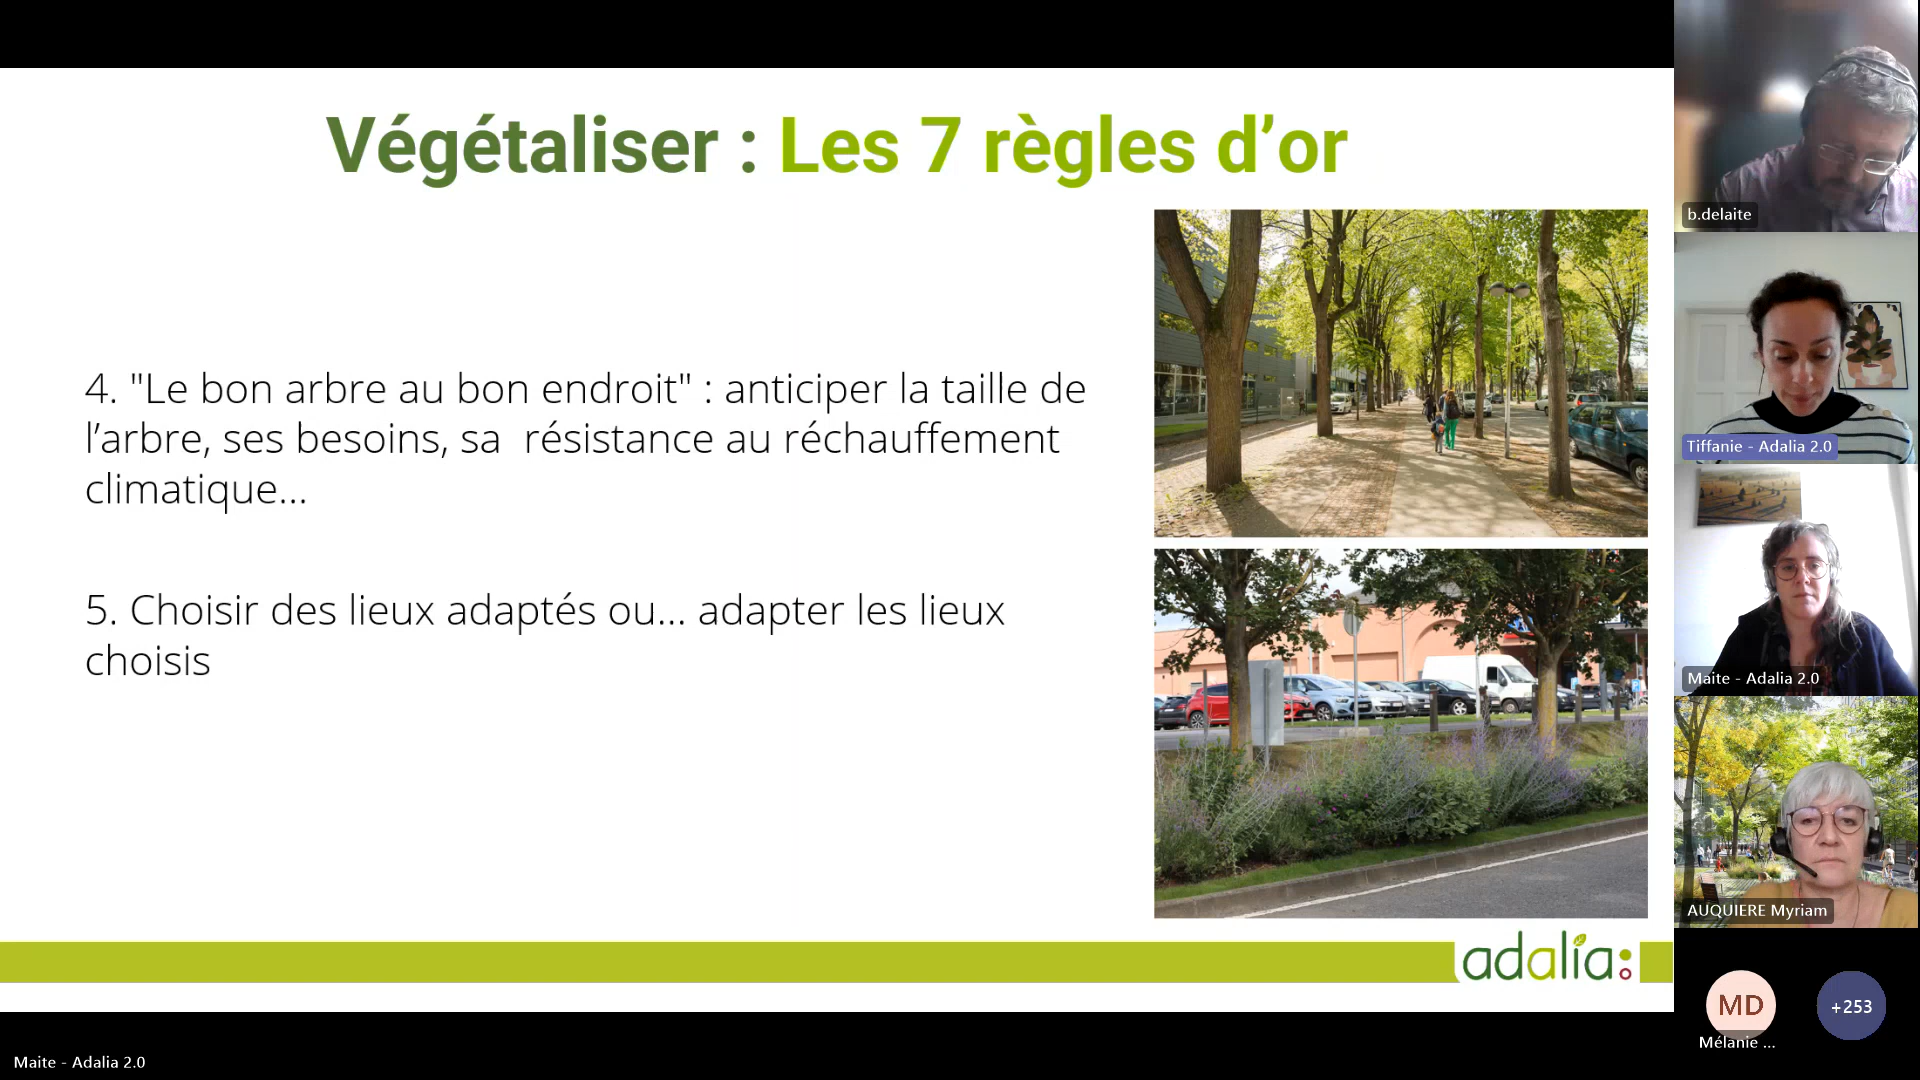 Végétaliser : Les 7 règles d’or
4. "Le bon arbre au bon endroit" : anticiper la taille de
l’arbre, ses besoins, sa  résistance au réchauffement
climatique...
5. Choisir des lieux adaptés ou... adapter les lieux
choisis
adalia
Maite - Adalia 2.0
b.delaite
Tiffanie - Adalia 2.0
Maite - Adalia 2.0
AUQUIERE Myriam
MD
+253
Mélanie ...